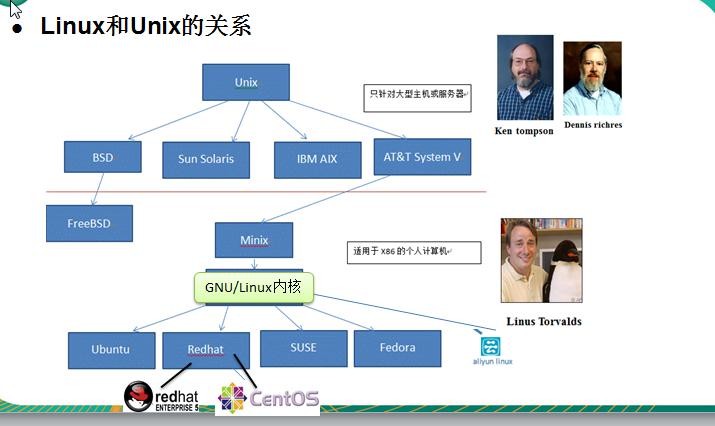 Linux和Unix的关系
Unix
只针对大型主机或服务器
Ken tompson
Dennis richres
BSD
Sun Solaris
IBM AIX
AT&T System V
FreeBSD
Minix
适用于 X86 的个人计算机
GNU/Linux内核
Linus Torvalds
Ubuntu
Redhat
SUSE
Fedora
aliyun linux
redhat
ENTERPRISE 5
CentOS